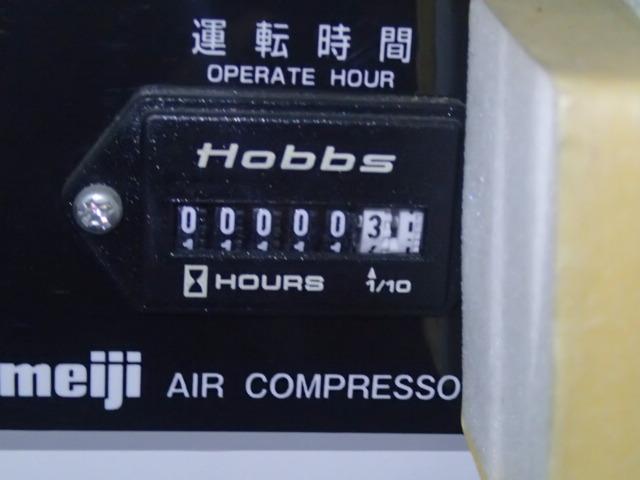 運転時間
OPERATE HOUR
Hobbs
000003
HOURS 1/10
meiji AIR COMPRESSO